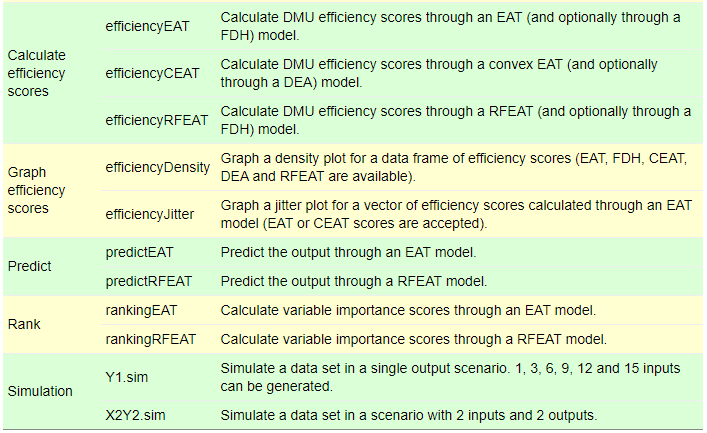 Calculate
efficiency
scores
efficiencyEAT
Calculate DMU efficiency scores through an EAT (and optionally through a
FDH) model.
efficiencyCEAT
Calculate DMU efficiency scores through a convex EAT (and optionally
through a DEA) model.
efficiencyRFEAT
Calculate DMU efficiency scores through a RFEAT (and optionally through a
FDH) model.
Graph
efficiency
scores
efficiencyDensity
Graph a density plot for a data frame of efficiency scores (EAT, FDH, CEAT,
DEA and RFEAT are available).
efficiencyJitter
Graph a jitter plot for a vector of efficiency scores calculated through an EAT
model (EAT or CEAT scores are accepted).
Predict
predictEAT
Predict the output through an EAT model.
predictRFEAT
Predict the output through a RFEAT model.
Rank
rankingEAT
Calculate variable importance scores through an EAT model.
rankingRFEAT
Calculate variable importance scores through a RFEAT model.
Simulation
Y1.sim
Simulate a data set in a single output scenario. 1, 3, 6, 9, 12 and 15 inputs
can be generated.
X2Y2.sim
Simulate a data set in a scenario with 2 inputs and 2 outputs.